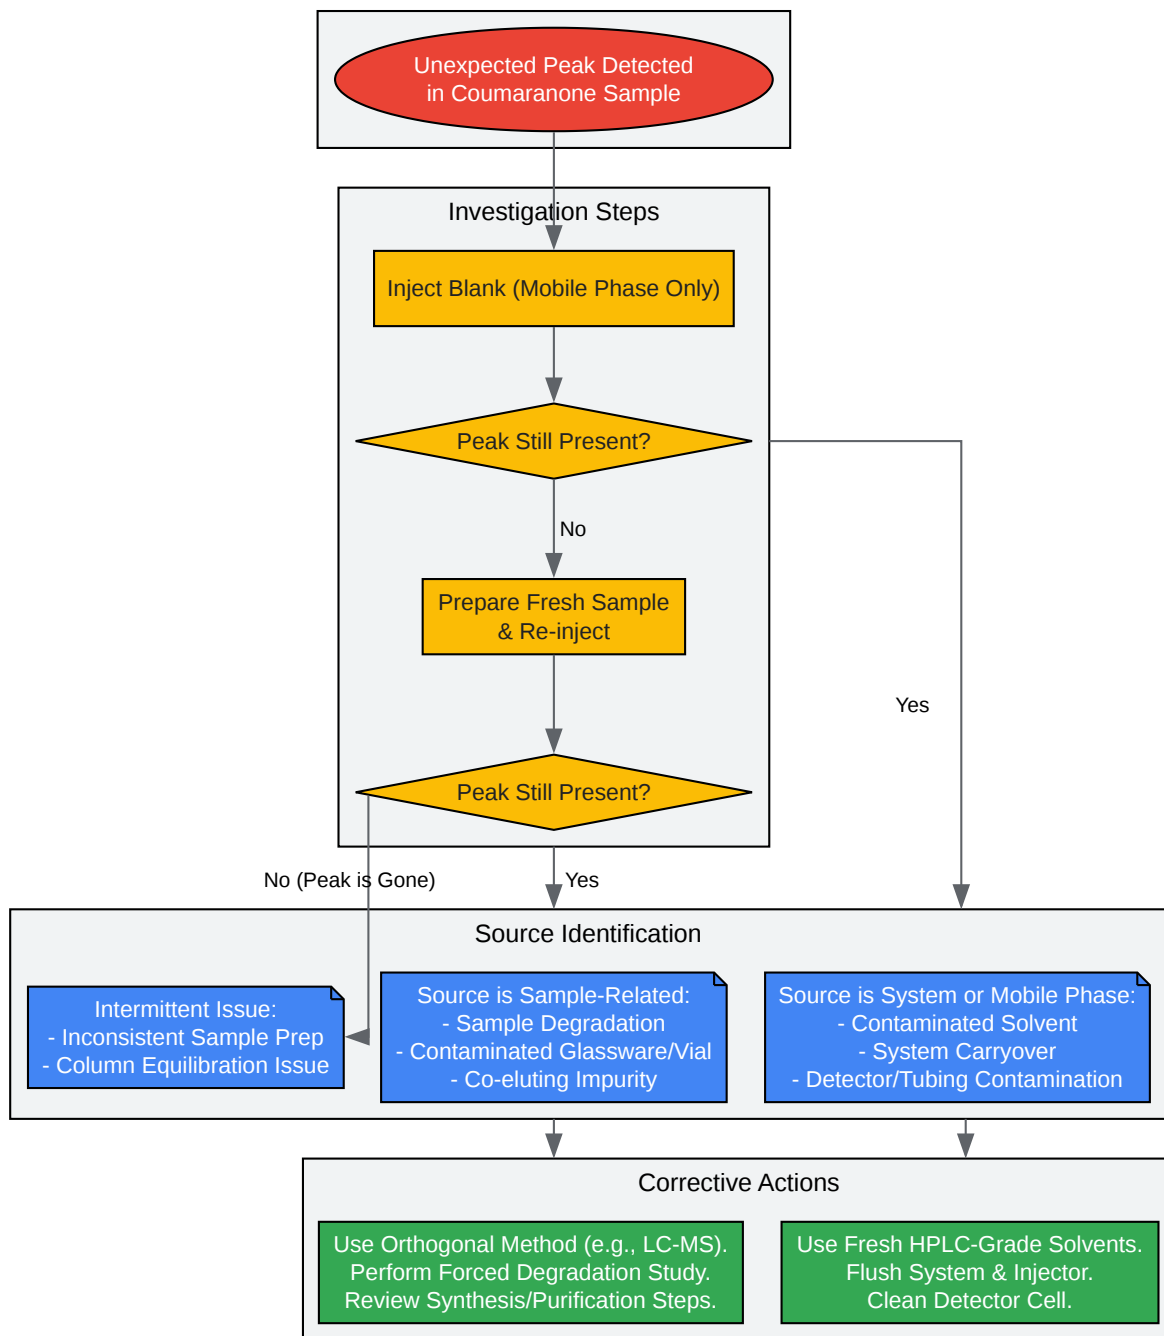 Unexpected Peak Detected
in Coumaranone Sample
Investigation Steps
Inject Blank (Mobile Phase Only)
Peak Still Present?
No
Prepare Fresh Sample
& Re-inject
Yes
Peak Still Present?
No (Peak is Gone)
Yes
Source Identification
Intermittent Issue:
- Inconsistent Sample Prep
- Column Equilibration Issue
Source is Sample-Related:
- Sample Degradation
- Contaminated Glassware/Vial
- Co-eluting Impurity
Source is System or Mobile Phase:
- Contaminated Solvent
- System Carryover
- Detector/Tubing Contamination
Corrective Actions
Use Orthogonal Method (e.g., LC-MS).
Perform Forced Degradation Study.
Review Synthesis/Purification Steps.
Use Fresh HPLC-Grade Solvents.
Flush System & Injector.
Clean Detector Cell.